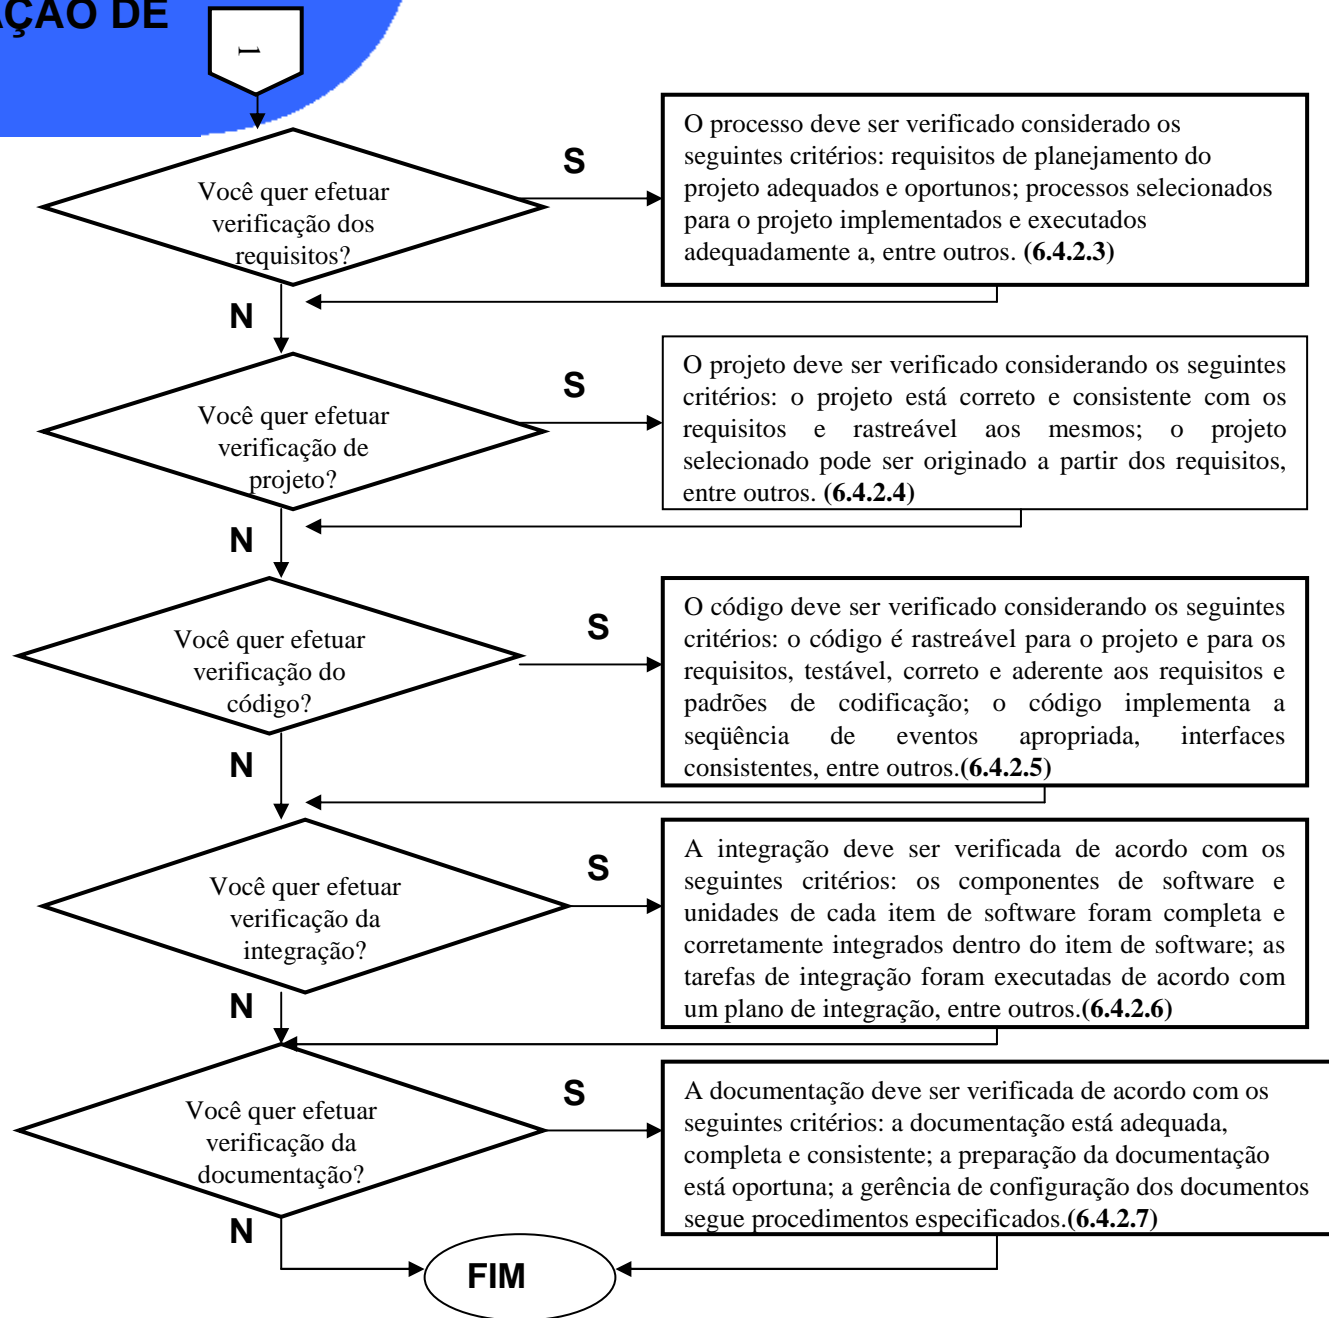 AÇÃO DE
1
Você quer efetuar
verificação dos
requisitos?
S
O processo deve ser verificado considerado os
seguintes critérios: requisitos de planejamento do
projeto adequados e oportunos; processos selecionados
para o projeto implementados e executados
adequadamente a, entre outros. (6.4.2.3)
N
Você quer efetuar
verificação de
projeto?
S
O projeto deve ser verificado considerando os seguintes
critérios: o projeto está correto e consistente com os
requisitos e rastreável aos mesmos; o projeto
selecionado pode ser originado a partir dos requisitos,
entre outros. (6.4.2.4)
N
Você quer efetuar
verificação do
código?
S
O código deve ser verificado considerando os seguintes
critérios: o código é rastreável para o projeto e para os
requisitos, testável, correto e aderente aos requisitos e
padrões de codificação; o código implementa a
seqüência de eventos apropriada, interfaces
consistentes, entre outros.(6.4.2.5)
N
Você quer efetuar
verificação da
integração?
S
A integração deve ser verificada de acordo com os
seguintes critérios: os componentes de software e
unidades de cada item de software foram completa e
corretamente integrados dentro do item de software; as
tarefas de integração foram executadas de acordo com
um plano de integração, entre outros.(6.4.2.6)
N
Você quer efetuar
verificação da
documentação?
S
A documentação deve ser verificada de acordo com os
seguintes critérios: a documentação está adequada,
completa e consistente; a preparação da documentação
está oportuna; a gerência de configuração dos documentos
segue procedimentos especificados.(6.4.2.7)
N
FIM